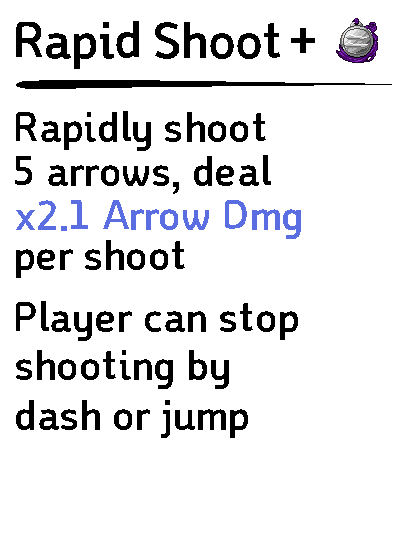 Rapid Shoot +
Rapidly shoot
5 arrows, deal
x2.1 Arrow Dmg
per shoot
Player can stop
shooting by
dash or jump